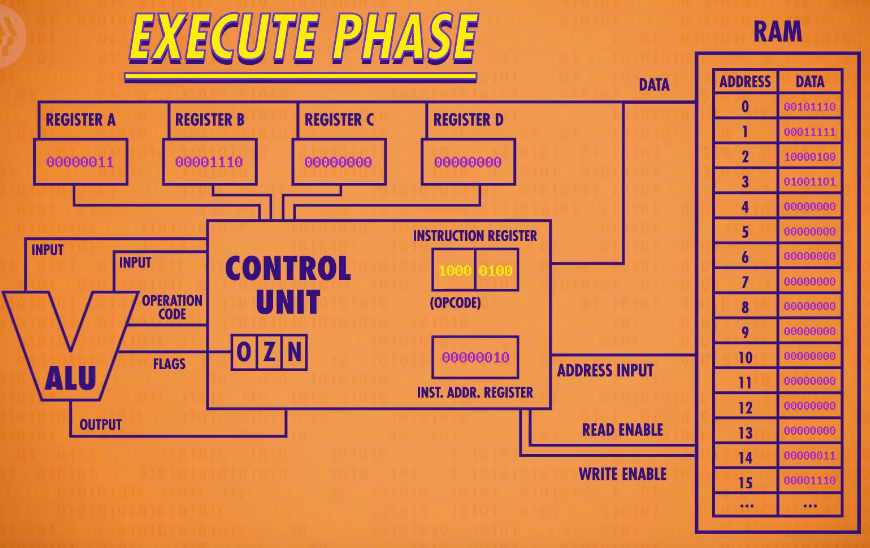 EXECUTE PHASE
RAM
DATA
ADDRESS DATA
0 00101110
1 00011111
2 10000100
3 01001101
4 00000000
5 00000000
6 00000000
7 00000000
8 00000000
9 00000000
10 00000000
11 00000000
12 00000000
13 00000000
14 00000011
15 00001110
... ...
REGISTER A
00000011
REGISTER B
00001110
REGISTER C
00000000
REGISTER D
00000000
CONTROL
UNIT
INSTRUCTION REGISTER
1000 0100
(OPCODE)
00000010
INST. ADDR. REGISTER
O Z N
INPUT
INPUT
OPERATION
CODE
FLAGS
ALU
OUTPUT
ADDRESS INPUT
READ ENABLE
WRITE ENABLE